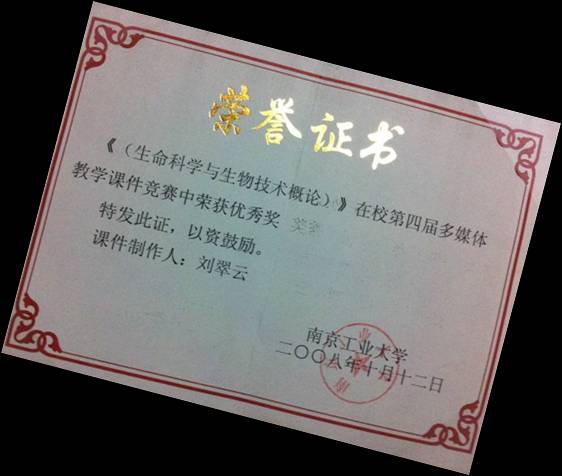 荣誉证书
《（生命科学与生物技术概论）》在校第四届多媒体
教学课件竞赛中荣获优秀奖
特发此证，以资鼓励。
课件制作人：刘翠云
南京工业大学
二〇〇八年十月十二日